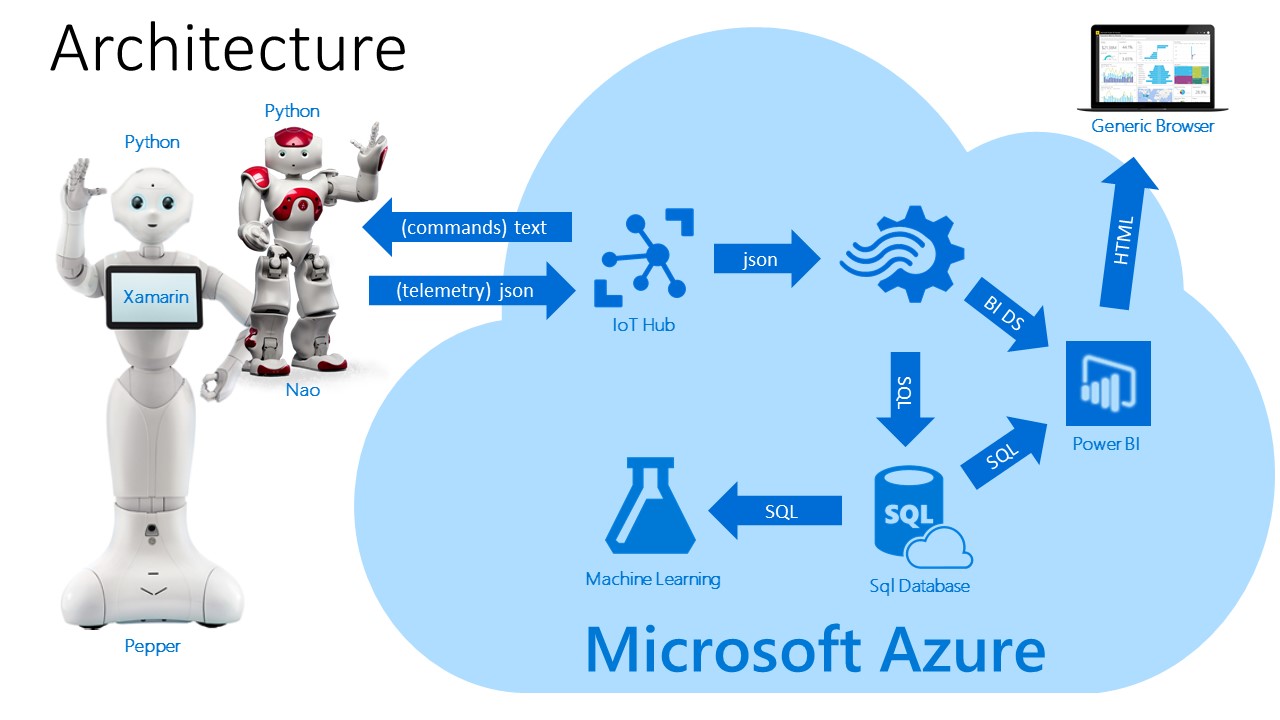 Architecture
Python
Python
Xamarin
Nao
Pepper
(commands) text
(telemetry) json
IoT Hub
json
BI DS
SQL
SQL
SQL
HTML
Generic Browser
Power BI
Machine Learning
SQL
Sql Database
Microsoft Azure